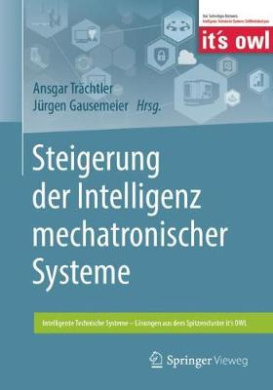 it's owl
Ansgar Trächtler
Jürgen Gausemeier Hrsg.
Steigerung
der Intelligenz
mechatronischer
Systeme
Intelligente Technische Systeme – Lösungen aus dem Spitzencluster it's OWL
Springer Vieweg